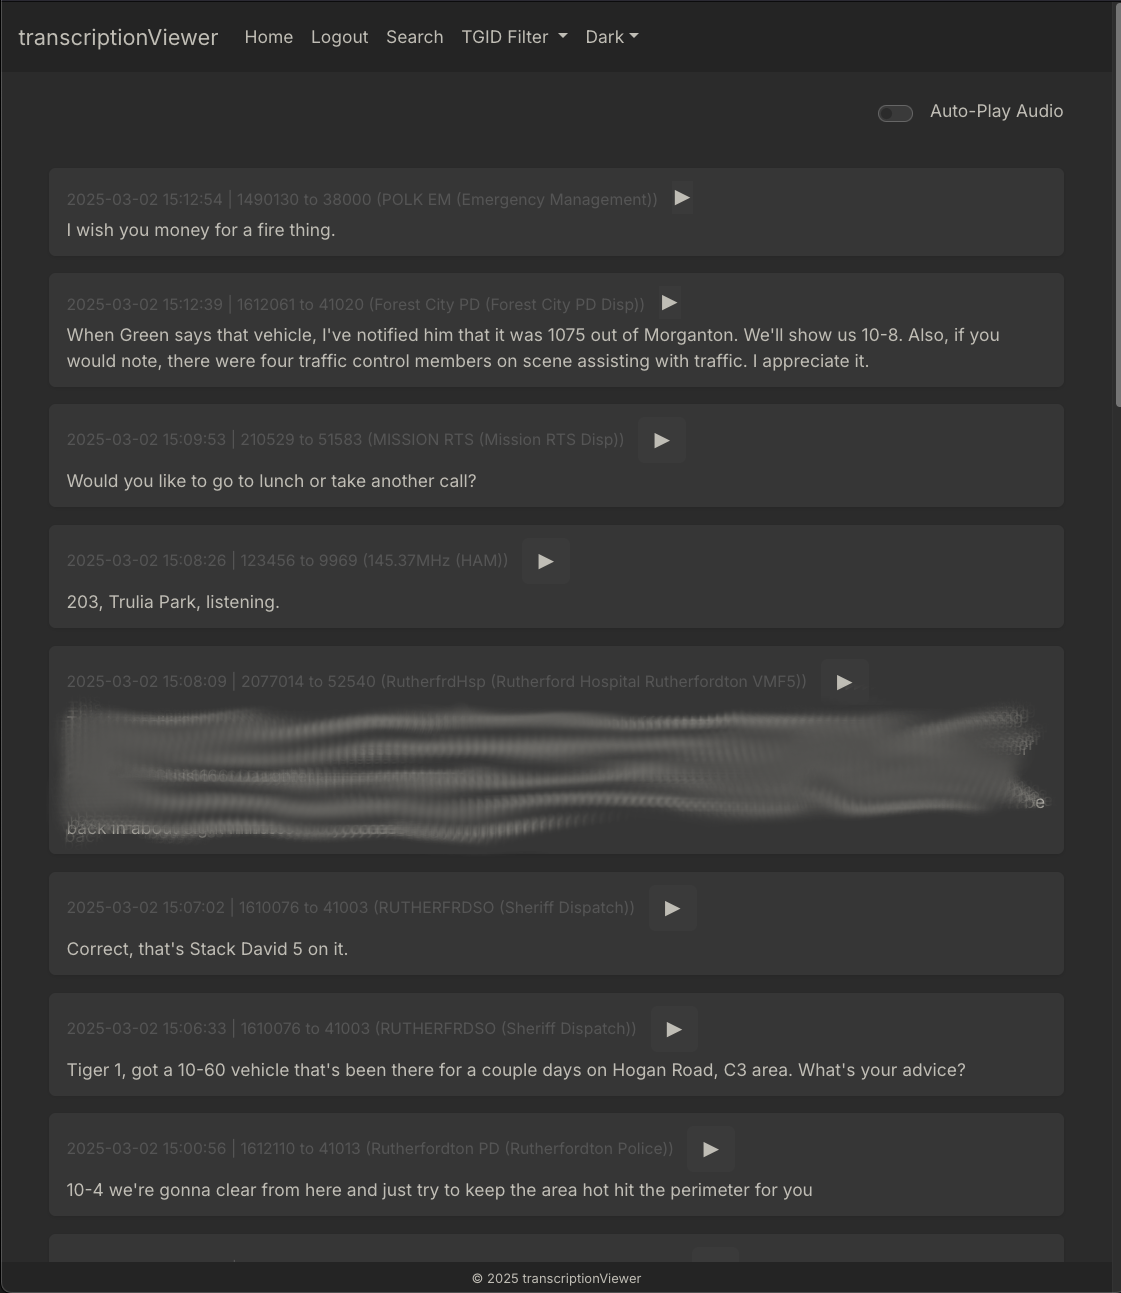 transcriptionViewer Home Logout Search TGID Filter Dark
Auto-Play Audio
2025-03-02 15:12:54 | 1490130 to 38000 (POLK EM (Emergency Management))
I wish you money for a fire thing.
2025-03-02 15:12:39 | 1612061 to 41020 (Forest City PD (Forest City PD Disp))
When Green says that vehicle, I've notified him that it was 1075 out of Morganton. We'll show us 10-8. Also, if you
would note, there were four traffic control members on scene assisting with traffic. I appreciate it.
2025-03-02 15:09:53 | 210529 to 51583 (MISSION RTS (Mission RTS Disp))
Would you like to go to lunch or take another call?
2025-03-02 15:08:26 | 123456 to 9969 (145.37MHz (HAM))
203, Trulia Park, listening.
2025-03-02 15:08:09 | 2077014 to 52540 (RutherfrdHsp (Rutherford Hospital Rutherfordton VMF5))
back in
2025-03-02 15:07:02 | 1610076 to 41003 (RUTHERFRDSO (Sheriff Dispatch))
Correct, that's Stack David 5 on it.
2025-03-02 15:06:33 | 1610076 to 41003 (RUTHERFRDSO (Sheriff Dispatch))
Tiger 1, got a 10-60 vehicle that's been there for a couple days on Hogan Road, C3 area. What's your advice?
2025-03-02 15:00:56 | 1612110 to 41013 (Rutherfordton PD (Rutherfordton Police))
10-4 we're gonna clear from here and just try to keep the area hot hit the perimeter for you
© 2025 transcriptionViewer